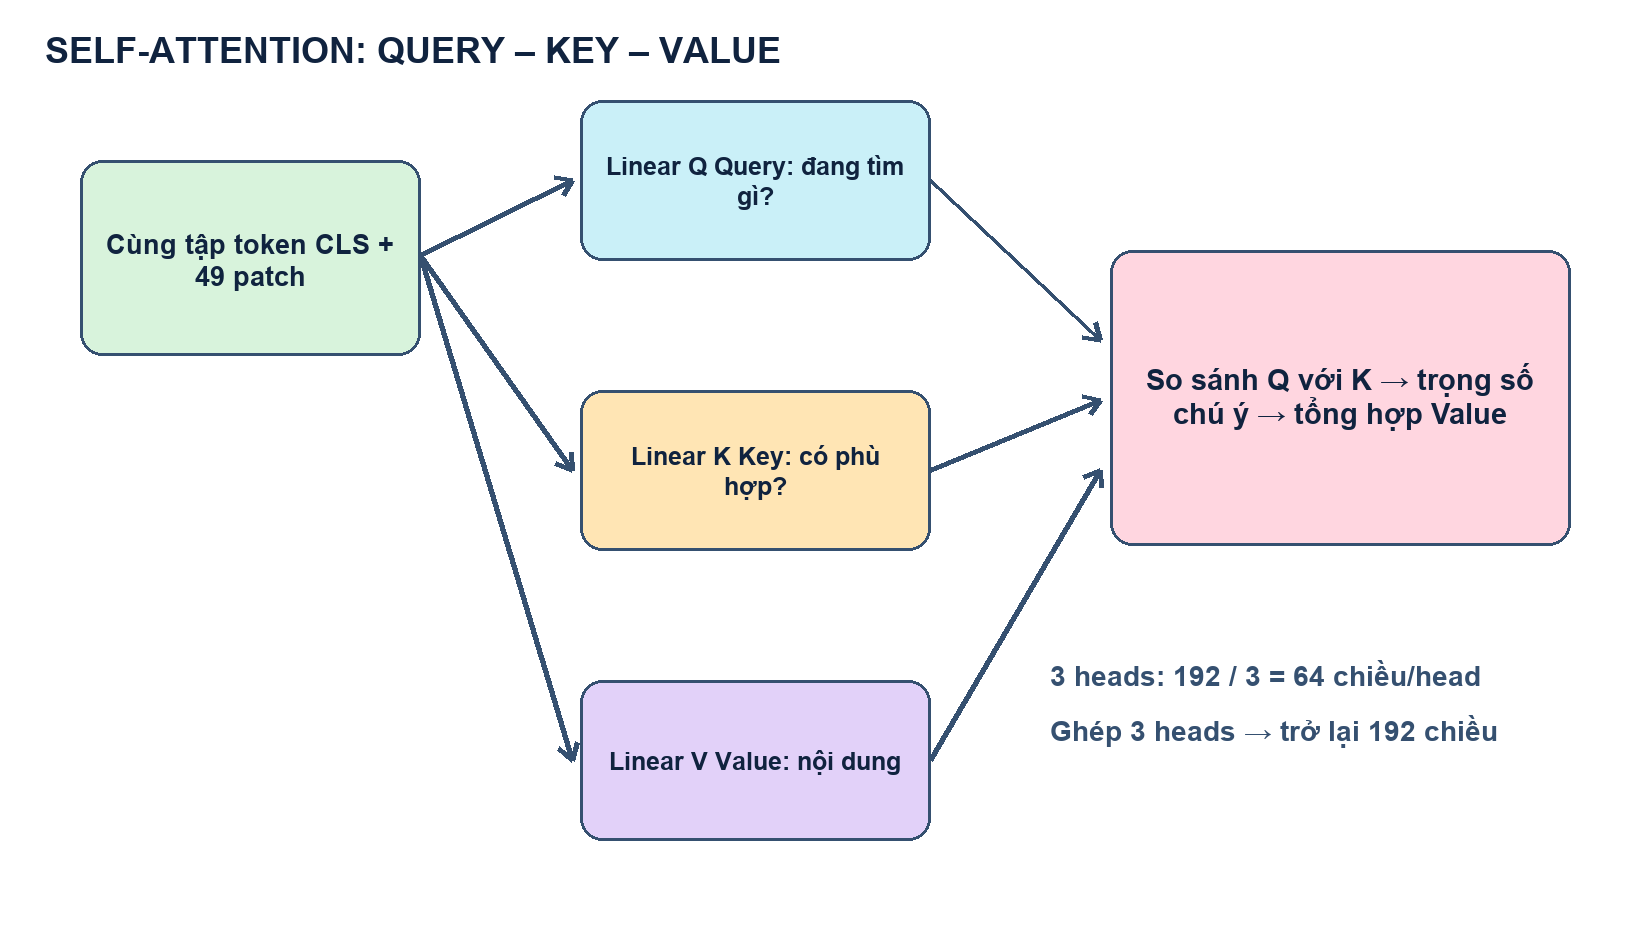 SELF-ATTENTION: QUERY – KEY – VALUE
Cùng tập token CLS +
49 patch
Linear Q Query: đang tìm
gì?
Linear K Key: có phù
hợp?
Linear V Value: nội dung
So sánh Q với K → trọng số
chú ý → tổng hợp Value
3 heads: 192 / 3 = 64 chiều/head
Ghép 3 heads → trở lại 192 chiều